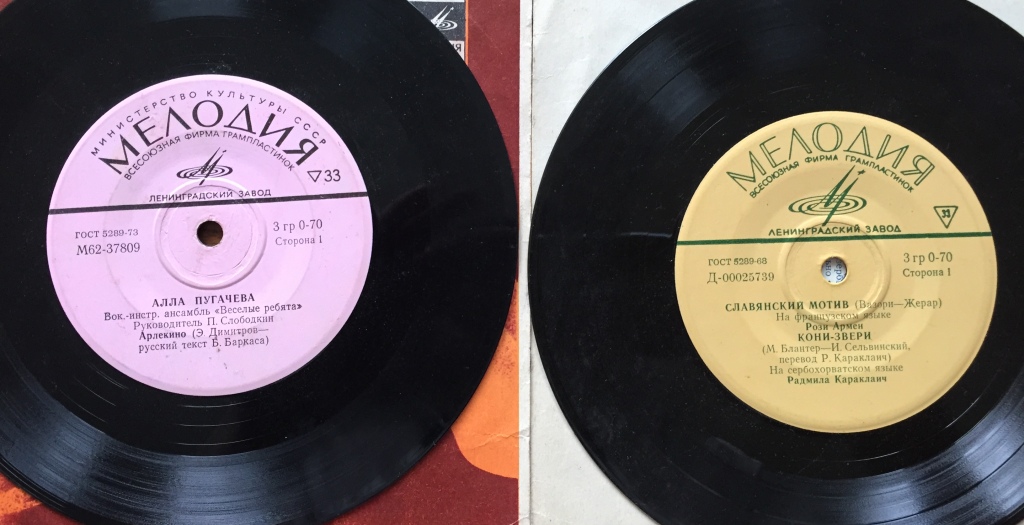 МИНИСТЕРСТВО КУЛЬТУРЫ СССР
МЕЛОДИЯ
ВСЕСОЮЗНАЯ ФИРМА ГРАМПЛАСТИНОК
33
ЛЕНИНГРАДСКИЙ ЗАВОД
ГОСТ 5289-73
М62-37809
3 гр 0-70
Сторона 1
АЛЛА ПУГАЧЕВА
Вок.-инстр. ансамбль «Веселые ребята»
Руководитель П. Слободкин
Арлекино (Э. Димитров—
русский текст Б. Баркаса)
МЕЛОДИЯ
ВСЕСОЮЗНАЯ ФИРМА ГРАМПЛАСТИНОК
33
ЛЕНИНГРАДСКИЙ ЗАВОД
ГОСТ 5289-68
Д-00025739
3 гр 0-70
Сторона 1
СЛАВЯНСКИЙ МОТИВ (Видори—Жерар)
На французском языке
Рози Армен
КОНИ-ЗВЕРИ
(М. Блантер—И. Сельвинский,
перевод Р. Караклаич)
На сербохорватском языке
Радмила Караклаич